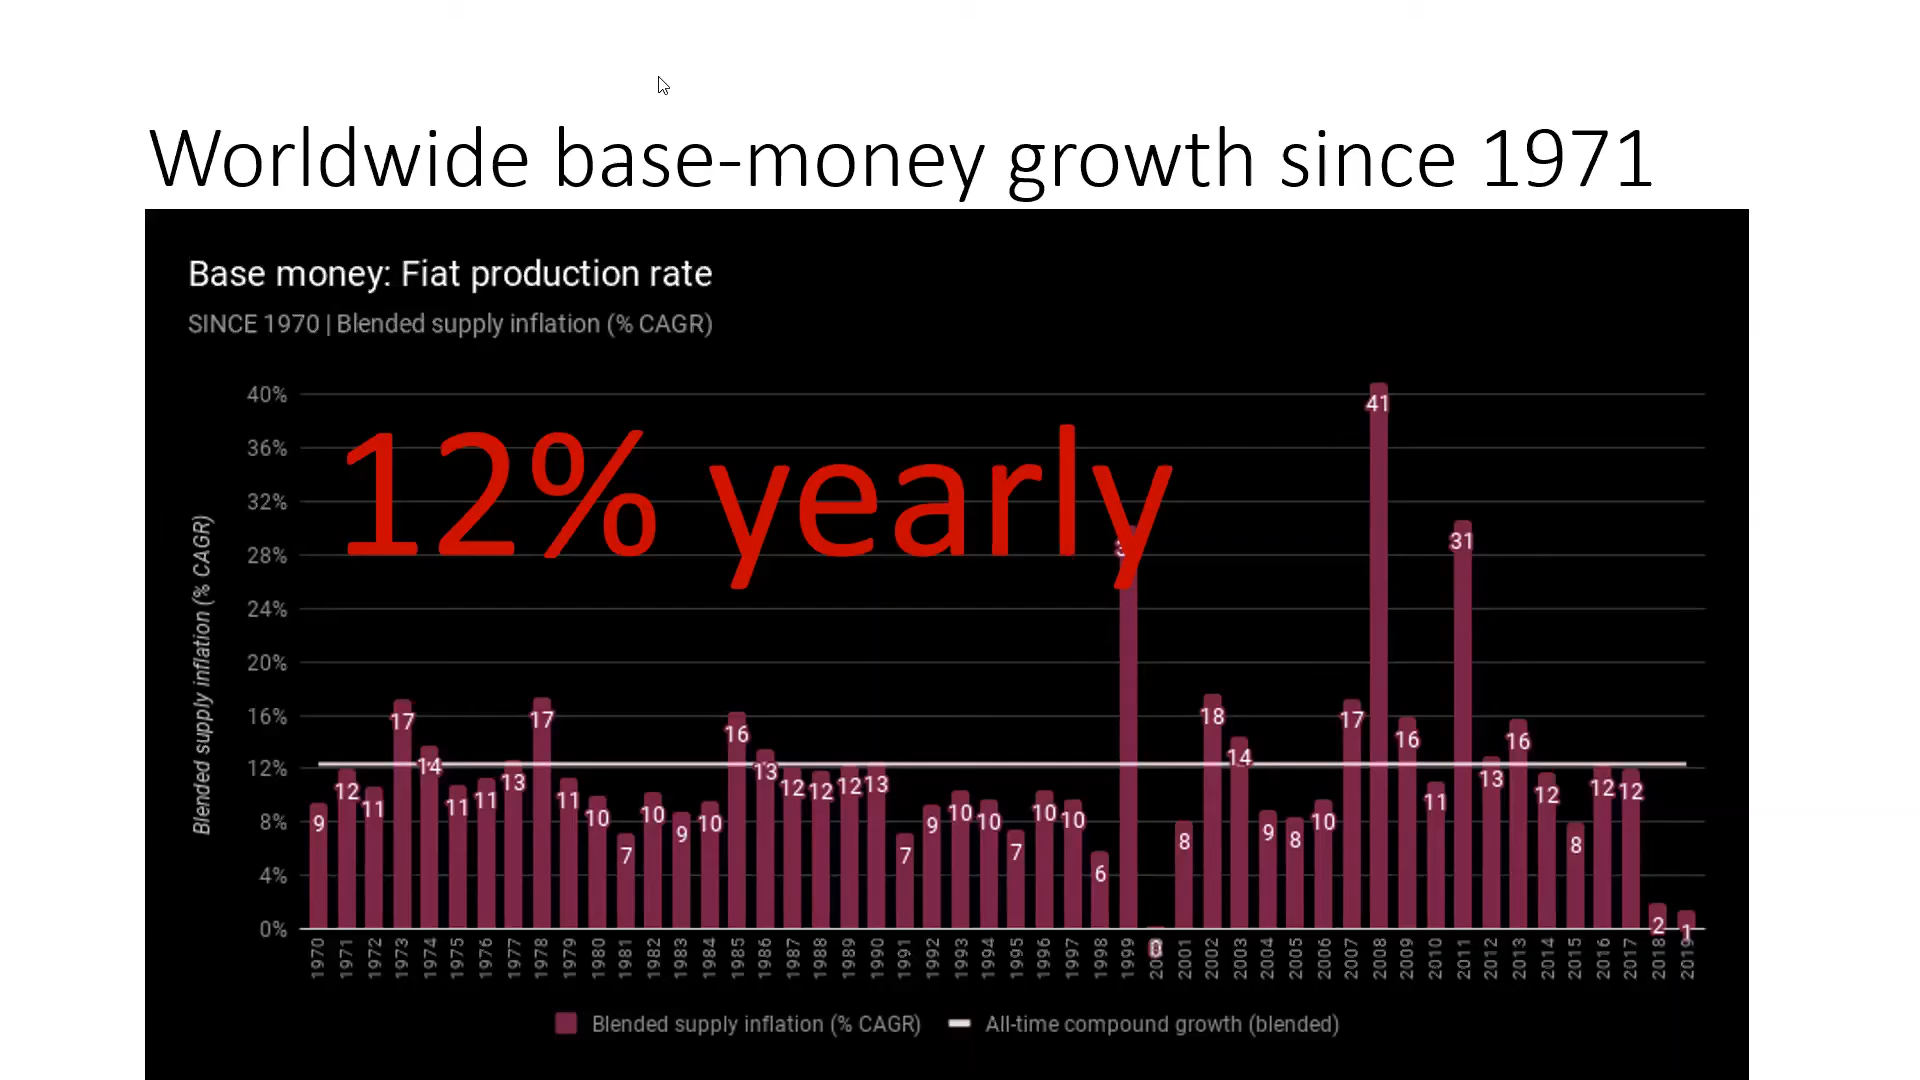 Worldwide base-money growth since 1971
Base money: Fiat production rate
SINCE 1970 | Blended supply inflation (% CAGR)
12% yearly
Blended supply inflation (% CAGR)
40%
36%
32%
28%
24%
20%
16%
12%
8%
4%
0%
9 12 11 17 14 11 11 13 17 11 10 7 10 9 10 16 13 12 12 12 13 7 9 10 10 7 10 10 6 0 8 18 14 9 8 10 17 41 16 11 31 13 16 12 8 12 12 2 1
1970 1971 1972 1973 1974 1975 1976 1977 1978 1979 1980 1981 1982 1983 1984 1985 1986 1987 1988 1989 1990 1991 1992 1993 1994 1995 1996 1997 1998 1999 2001 2002 2003 2004 2005 2006 2007 2008 2009 2010 2011 2012 2013 2014 2015 2016 2017 2018 2019
Blended supply inflation (% CAGR) All-time compound growth (blended)